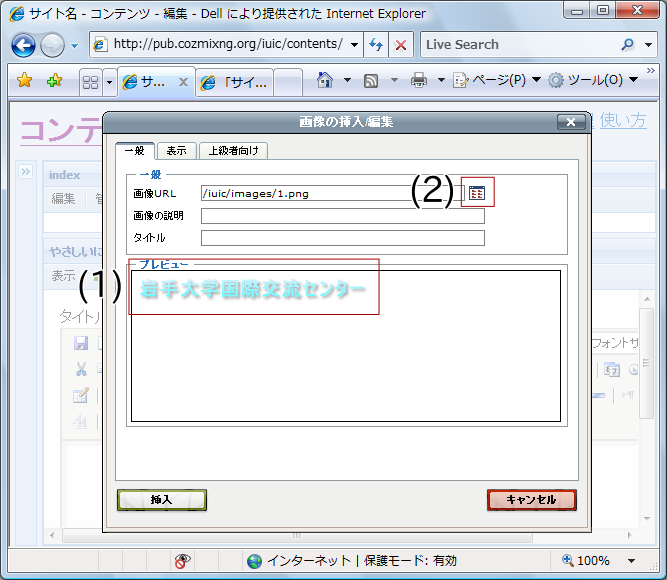 サイト名 - コンテンツ - 編集 - Dell により提供された Internet Explorer
http://pub.cozmixng.org/iuic/contents/
Live Search
サ...
「サイ...
ページ(P)
ツール(O)
コンテ
使い方
画像の挿入/編集
一般
表示
上級者向け
index
編集
一般
画像URL
/iuic/images/1.png
(2)
画像の説明
タイトル
やさしいに
表示
プレビュー
(1)
岩手大学国際交流センター
タイトル
フォントサ
挿入
キャンセル
インターネット | 保護モード: 有効
100%